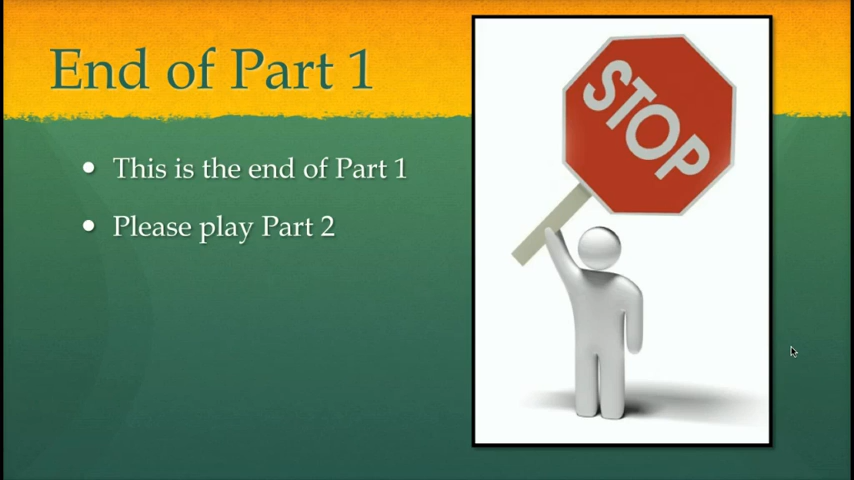 End of Part 1
This is the end of Part 1
Please play Part 2
STOP